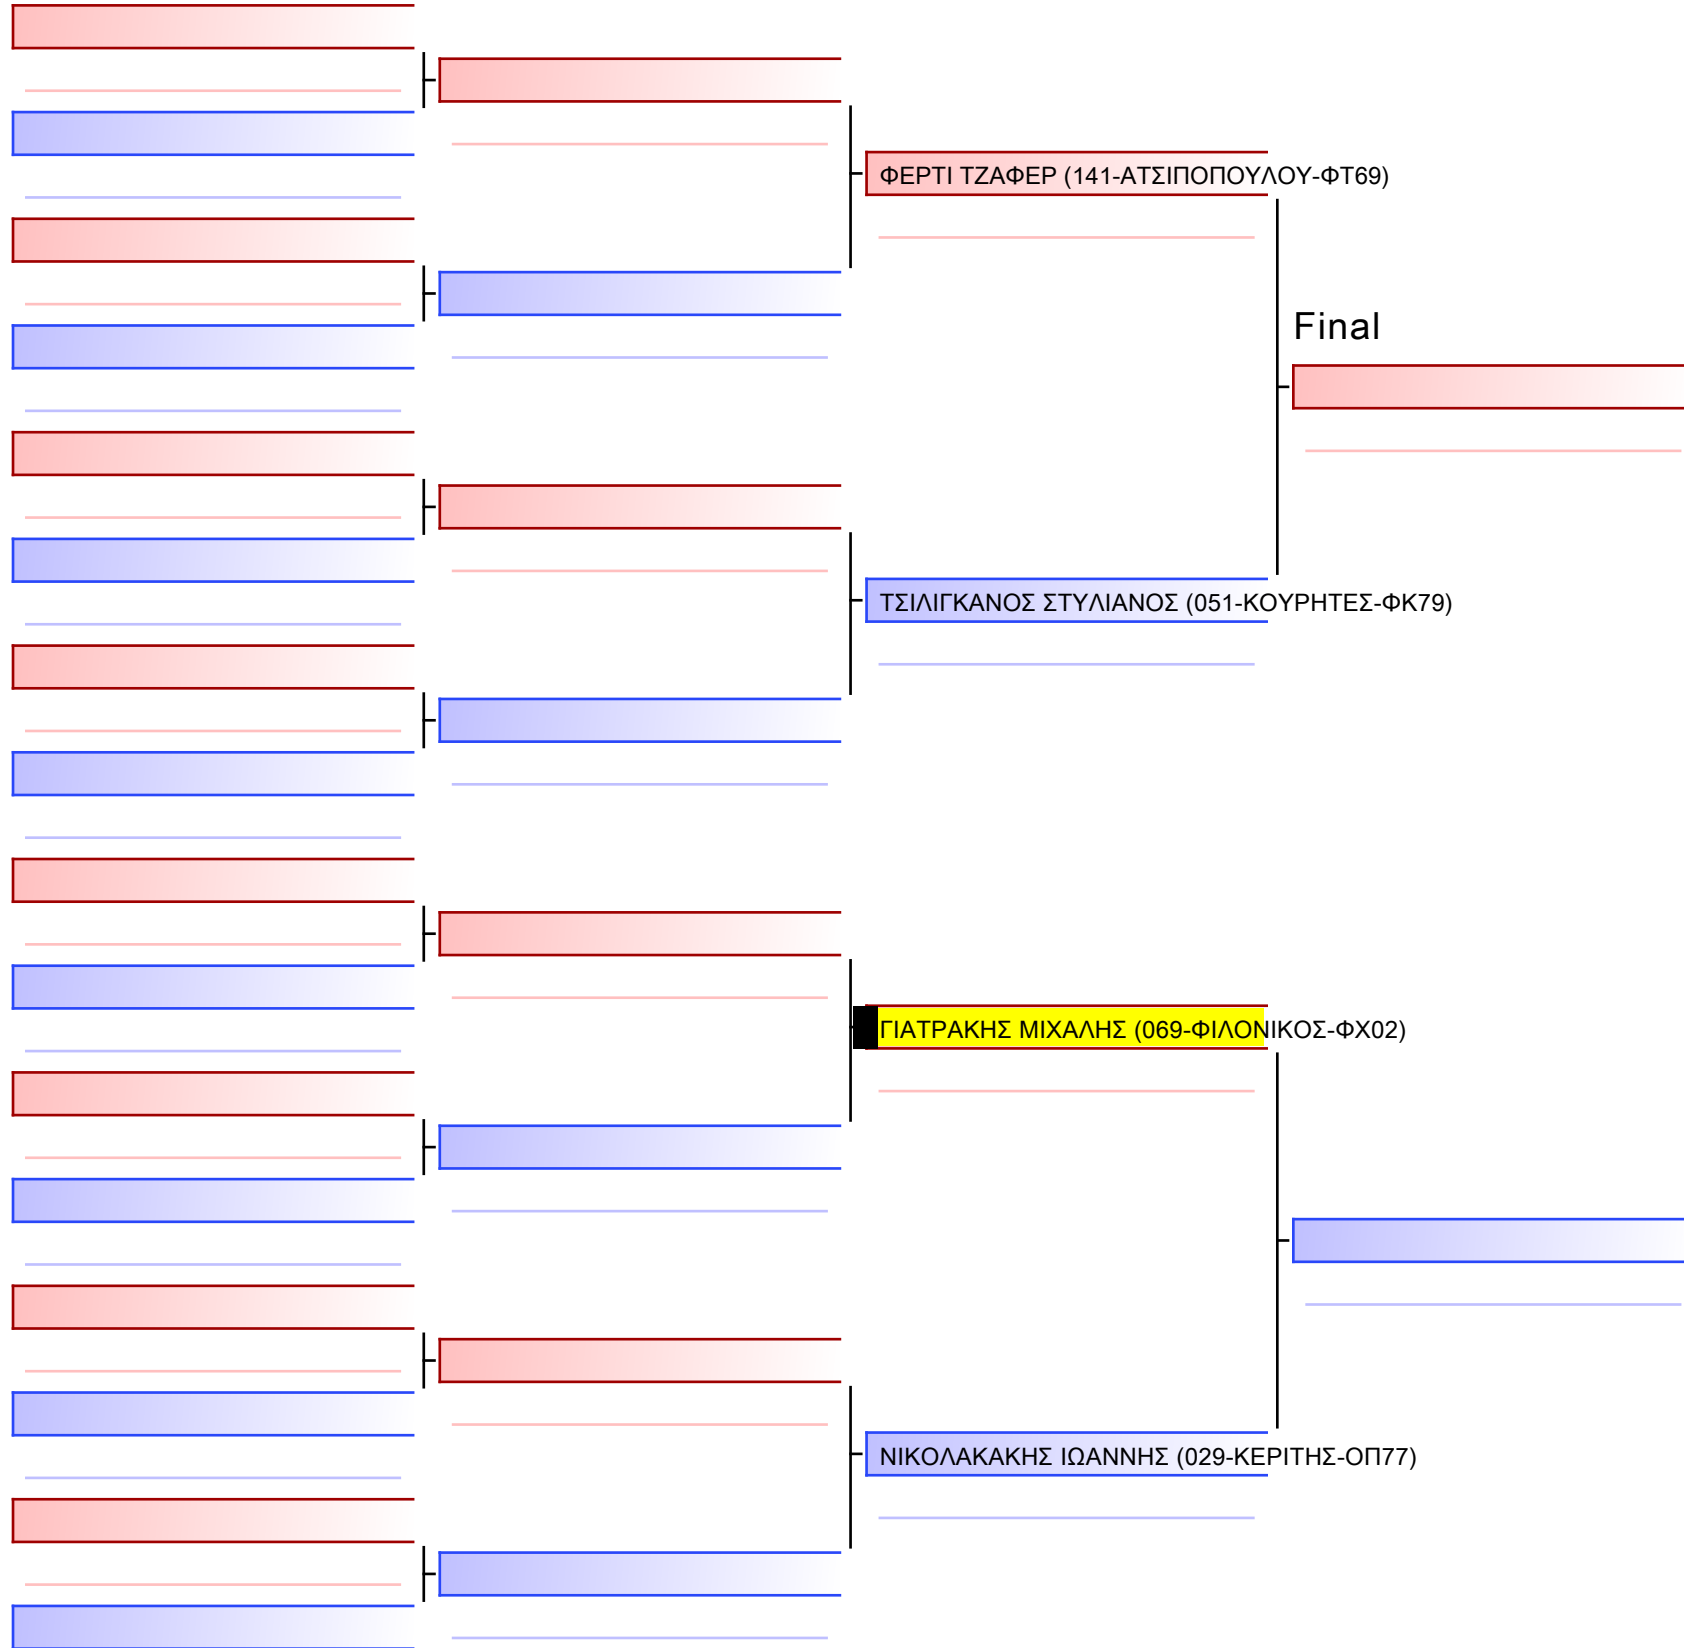 ΦΕΡΤΙ ΤΖΑΦΕΡ (141-ΑΤΣΙΠΟΠΟΥΛΟΥ-ΦΤ69)
Final
ΤΣΙΛΙΓΚΑΝΟΣ ΣΤΥΛΙΑΝΟΣ (051-ΚΟΥΡΗΤΕΣ-ΦΚ79)
ΓΙΑΤΡΑΚΗΣ ΜΙΧΑΛΗΣ (069-ΦΙΛΟΝΙΚΟΣ-ΦΧ02)
ΝΙΚΟΛΑΚΑΚΗΣ ΙΩΑΝΝΗΣ (029-ΚΕΡΙΤΗΣ-ΟΠ77)